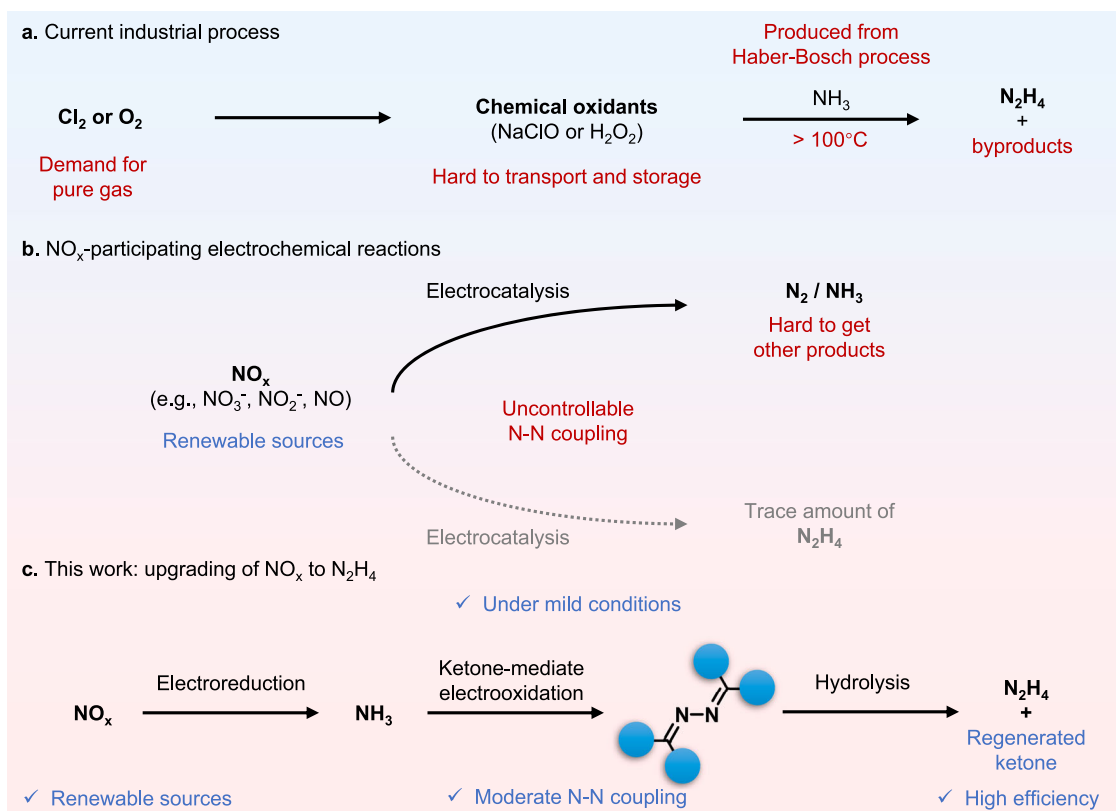 a. Current industrial process
Produced from
Haber-Bosch process
Cl₂ or O₂
Chemical oxidants
(NaClO or H₂O₂)
NH₃
> 100°C
N₂H₄
+
byproducts
Demand for
pure gas
Hard to transport and storage
b. NOₓ-participating electrochemical reactions
Electrocatalysis
N₂ / NH₃
Hard to get
other products
NOₓ
(e.g., NO₃⁻, NO₂⁻, NO)
Renewable sources
Uncontrollable
N-N coupling
Electrocatalysis
Trace amount of
N₂H₄
c. This work: upgrading of NOₓ to N₂H₄
✓ Under mild conditions
NOₓ
Electroreduction
NH₃
Ketone-mediate
electrooxidation
N–N
Hydrolysis
N₂H₄
+
Regenerated
ketone
✓ Renewable sources
✓ Moderate N-N coupling
✓ High efficiency